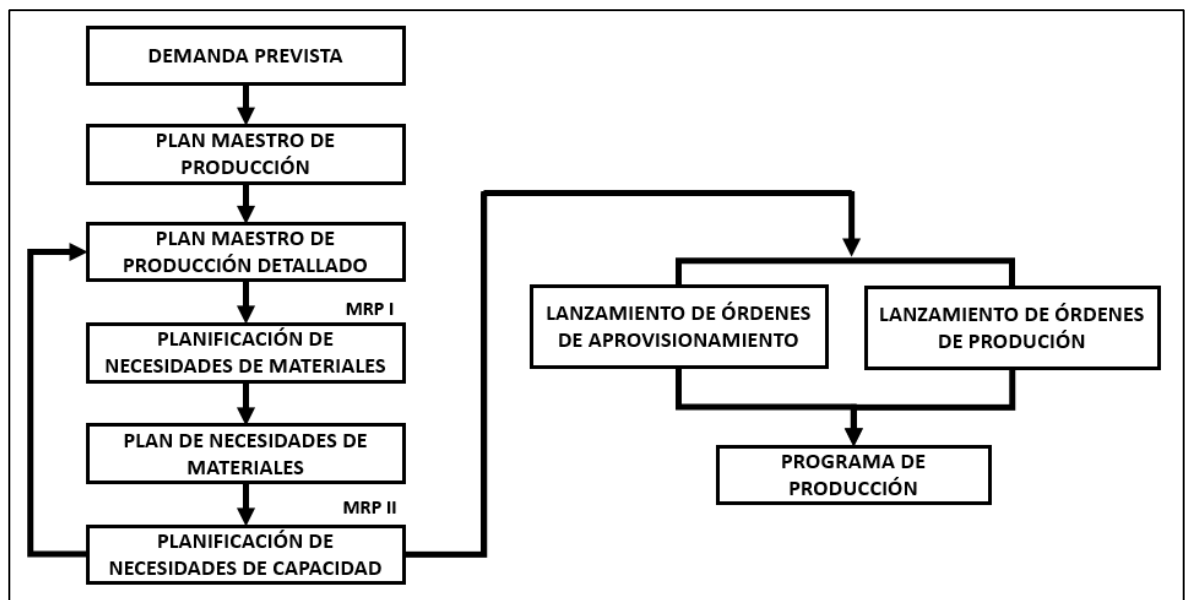 DEMANDA PREVISTA
PLAN MAESTRO DE
PRODUCCIÓN
PLAN MAESTRO DE
PRODUCCIÓN DETALLADO
MRP I
PLANIFICACIÓN DE
NECESIDADES DE MATERIALES
PLAN DE NECESIDADES DE
MATERIALES
MRP II
PLANIFICACIÓN DE
NECESIDADES DE CAPACIDAD
LANZAMIENTO DE ÓRDENES
DE APROVISIONAMIENTO
LANZAMIENTO DE ÓRDENES
DE PRODUCIÓN
PROGRAMA DE
PRODUCCIÓN